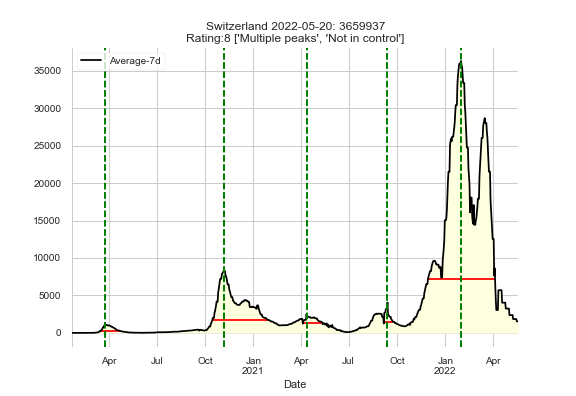 Switzerland 2022-05-20: 3659937
Rating:8 ['Multiple peaks', 'Not in control']
Average-7d
35000
30000
25000
20000
15000
10000
5000
0
Apr Jul Oct Jan Apr Jul Oct Jan Apr
2021 2022
Date